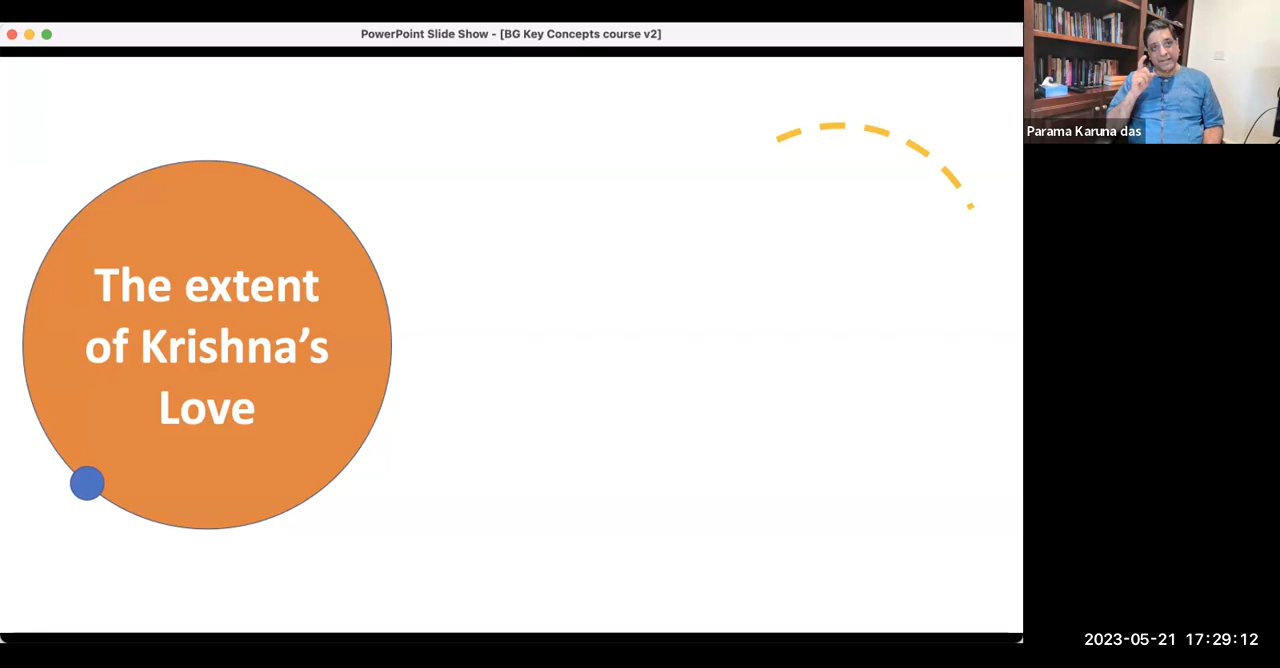 PowerPoint Slide Show - [BG Key Concepts course v2]
The extent
of Krishna’s
Love
Parama Karuna das
2023-05-21 17:29:12